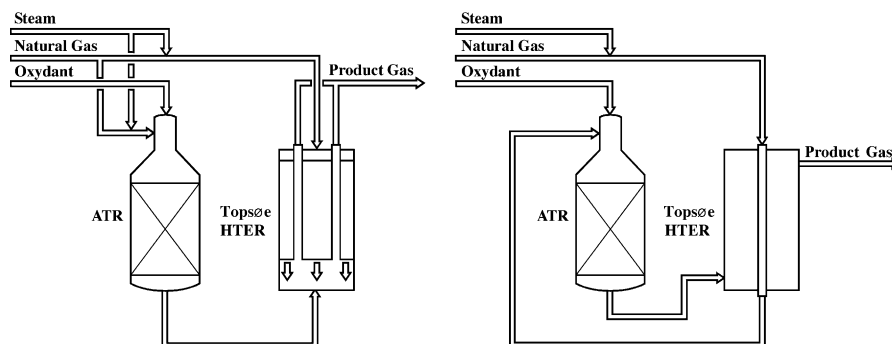 Steam
Natural Gas
Oxydant
Product Gas
ATR
Topsøe
HTER
Steam
Natural Gas
Oxydant
Product Gas
ATR
Topsøe
HTER